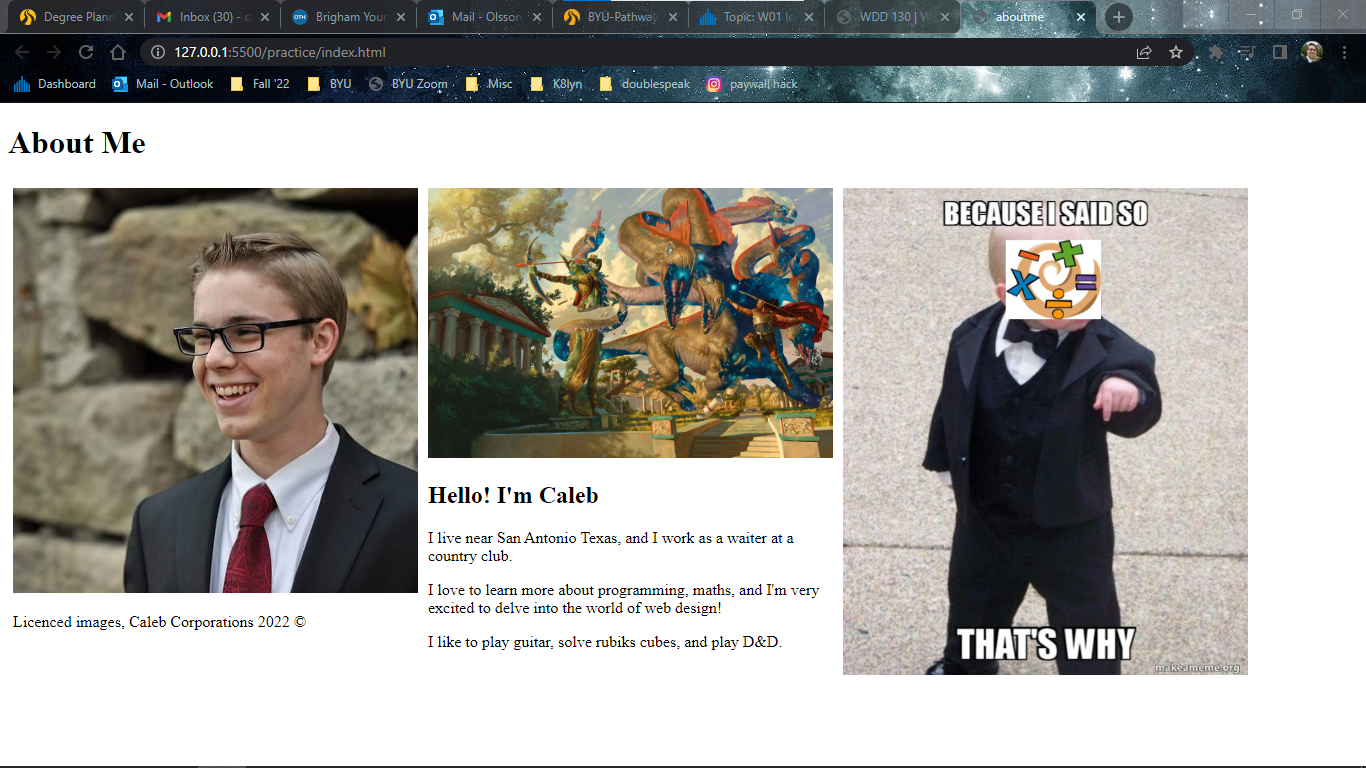 Degree Plann
Inbox (30) - c
Brigham Your
Mail - Olsson
BYU-Pathway
Topic: W01 Ic
WDD 130 | W
aboutme
127.0.0.1:5500/practice/index.html
Dashboard
Mail - Outlook
Fall '22
BYU
BYU Zoom
Misc
K8lyn
doublespeak
paywall hack
About Me
BECAUSE I SAID SO
Hello! I'm Caleb
I live near San Antonio Texas, and I work as a waiter at a
country club.
I love to learn more about programming, maths, and I'm very
excited to delve into the world of web design!
I like to play guitar, solve rubiks cubes, and play D&D.
Licenced images, Caleb Corporations 2022 ©
THAT'S WHY
makeameme.org